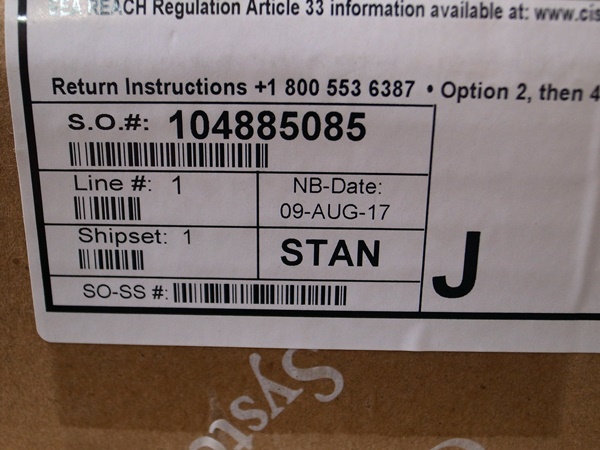 REACH Regulation Article 33 information available at: www.cis
Return Instructions +1 800 553 6387 • Option 2, then 4
S.O.#: 104885085
Line #: 1
NB-Date:
09-AUG-17
Shipset: 1
STAN
J
SO-SS #:
Syst